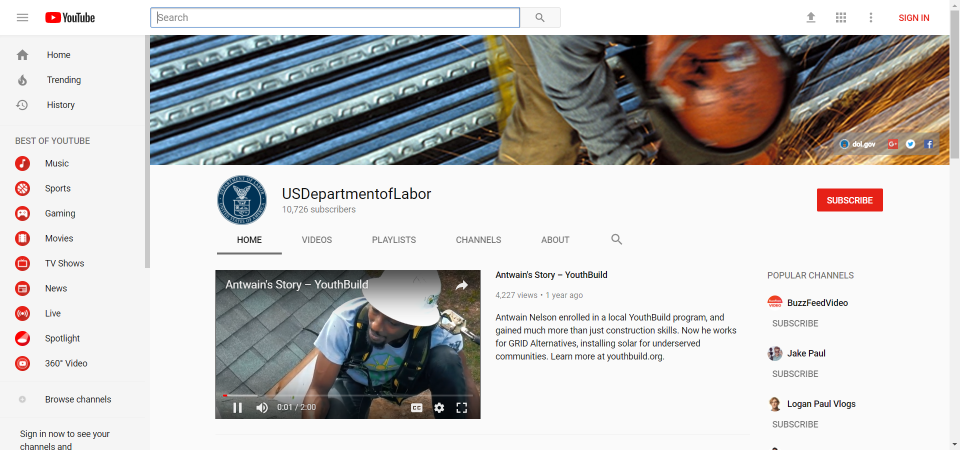 YouTube
Search
SIGN IN
Home
Trending
History
BEST OF YOUTUBE
Music
Sports
Gaming
Movies
TV Shows
News
Live
Spotlight
360° Video
Browse channels
Sign in now to see your
channels and
dol.gov
USDepartmentofLabor
10,726 subscribers
SUBSCRIBE
HOME
VIDEOS
PLAYLISTS
CHANNELS
ABOUT
Antwain's Story – YouthBuild
0:01 / 2:00
CC
Antwain's Story – YouthBuild
4,227 views • 1 year ago
Antwain Nelson enrolled in a local YouthBuild program, and
gained much more than just construction skills. Now he works
for GRID Alternatives, installing solar for underserved
communities. Learn more at youthbuild.org.
POPULAR CHANNELS
BuzzFeedVideo
SUBSCRIBE
Jake Paul
SUBSCRIBE
Logan Paul Vlogs
SUBSCRIBE